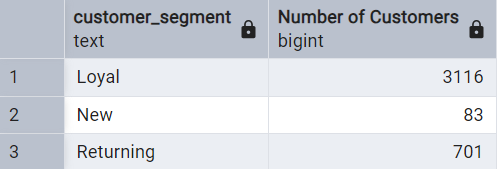 customer_segment Number of Customers
text bigint
1 Loyal 3116
2 New 83
3 Returning 701